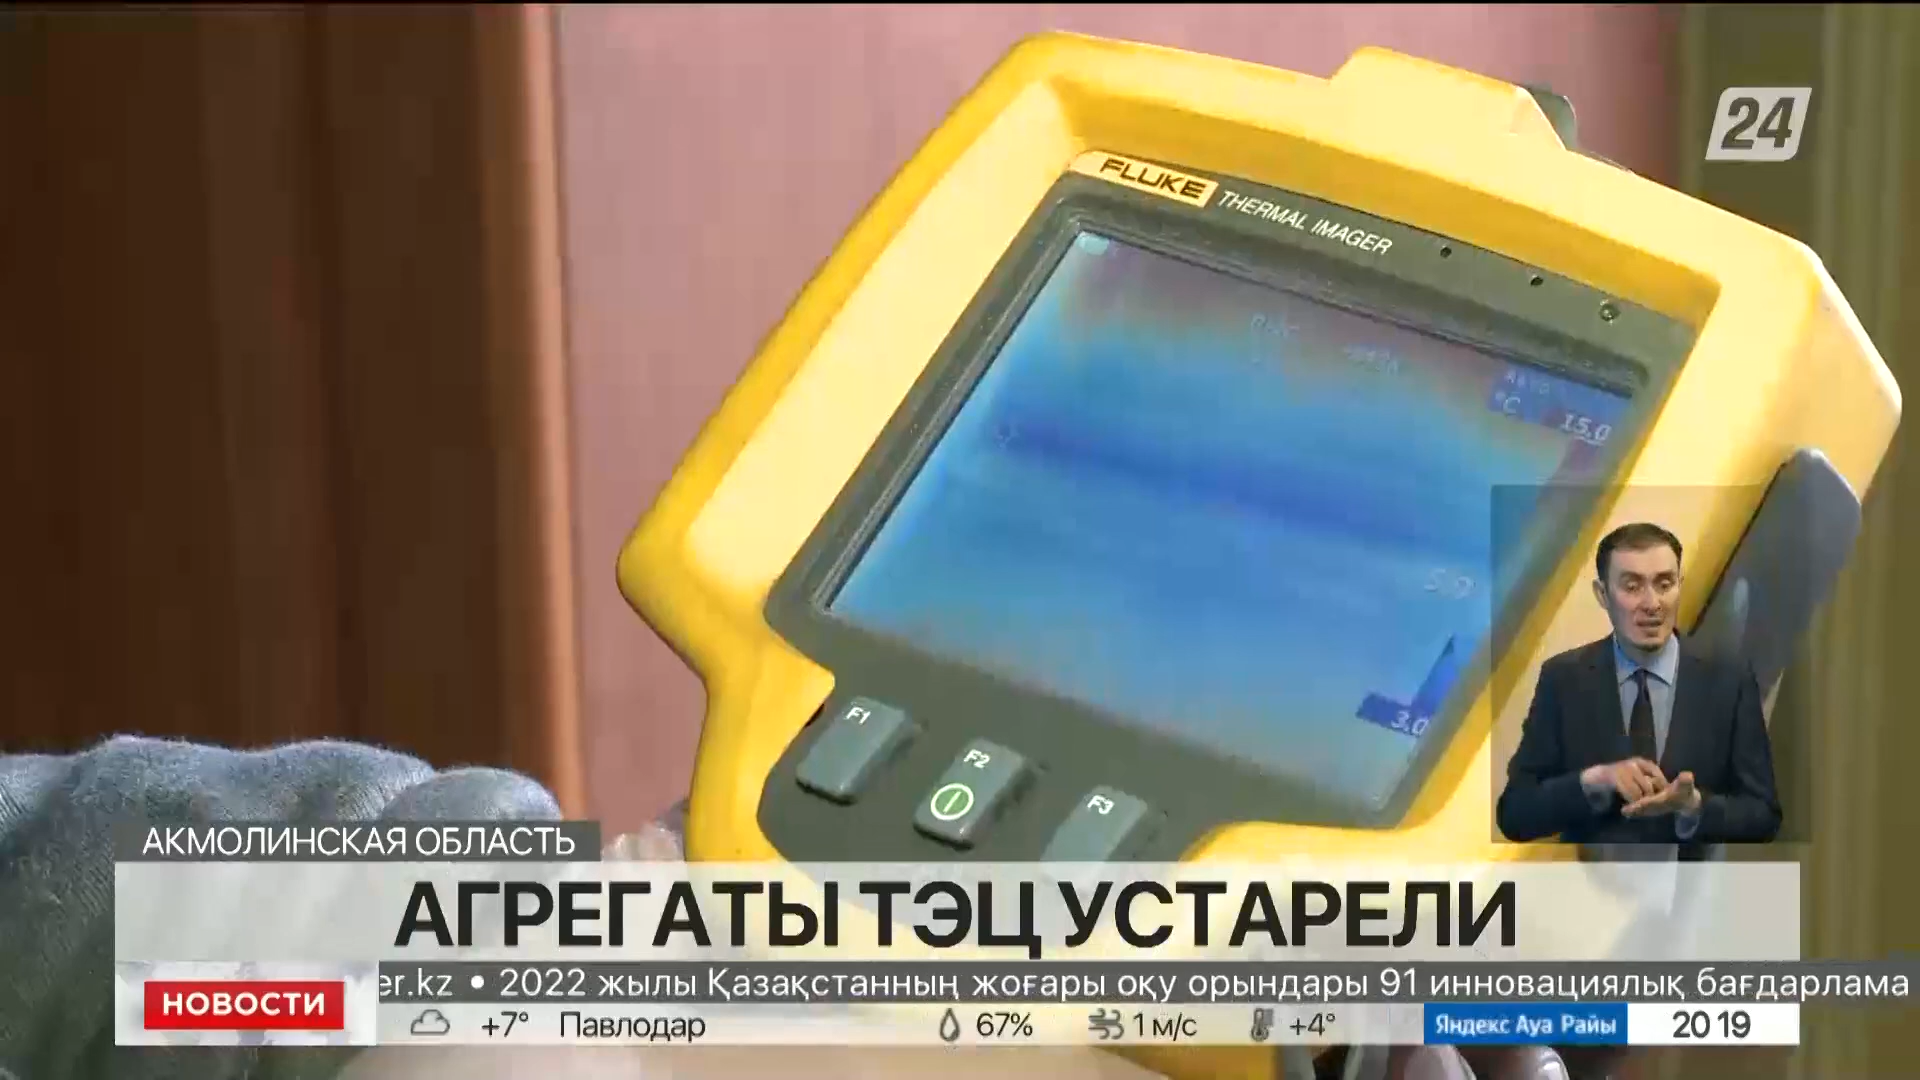 24
FLUKE THERMAL IMAGER
°C 15.0
5.9
3.0
F1
F2
F3
АКМОЛИНСКАЯ ОБЛАСТЬ
АГРЕГАТЫ ТЭЦ УСТАРЕЛИ
er.kz • 2022 жылы Қазақстанның жоғары оқу орындары 91 инновациялық бағдарлама
НОВОСТИ
+7° Павлодар 67% 1 м/с +4° Яндекс Ауа Райы 20 19